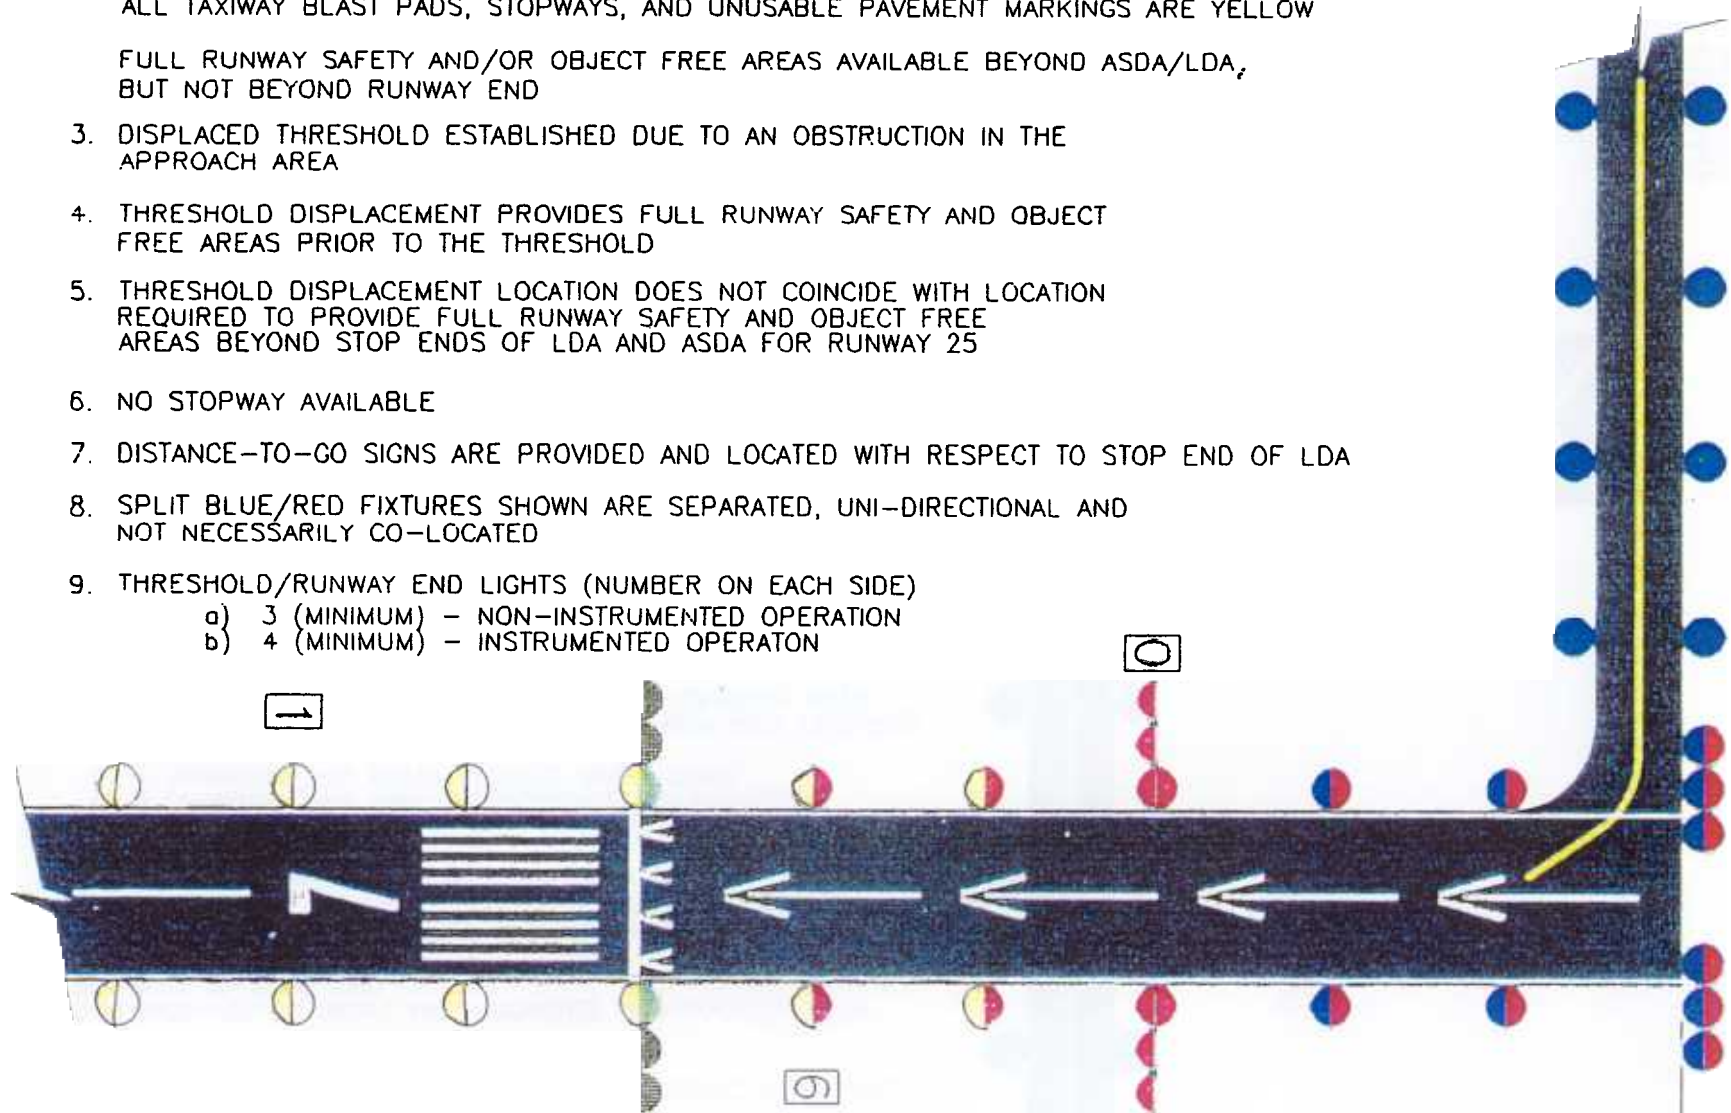 ALL TAXIWAY BLAST PADS, STOPWAYS, AND UNUSABLE PAVEMENT MARKINGS ARE YELLOW
FULL RUNWAY SAFETY AND/OR OBJECT FREE AREAS AVAILABLE BEYOND ASDA/LDA,
BUT NOT BEYOND RUNWAY END
3. DISPLACED THRESHOLD ESTABLISHED DUE TO AN OBSTRUCTION IN THE
APPROACH AREA
4. THRESHOLD DISPLACEMENT PROVIDES FULL RUNWAY SAFETY AND OBJECT
FREE AREAS PRIOR TO THE THRESHOLD
5. THRESHOLD DISPLACEMENT LOCATION DOES NOT COINCIDE WITH LOCATION
REQUIRED TO PROVIDE FULL RUNWAY SAFETY AND OBJECT FREE
AREAS BEYOND STOP ENDS OF LDA AND ASDA FOR RUNWAY 25
6. NO STOPWAY AVAILABLE
7. DISTANCE-TO-GO SIGNS ARE PROVIDED AND LOCATED WITH RESPECT TO STOP END OF LDA
8. SPLIT BLUE/RED FIXTURES SHOWN ARE SEPARATED, UNI-DIRECTIONAL AND
NOT NECESSARILY CO-LOCATED
9. THRESHOLD/RUNWAY END LIGHTS (NUMBER ON EACH SIDE)
a) 3 (MINIMUM) - NON-INSTRUMENTED OPERATION
b) 4 (MINIMUM) - INSTRUMENTED OPERATON
0
1
7
9